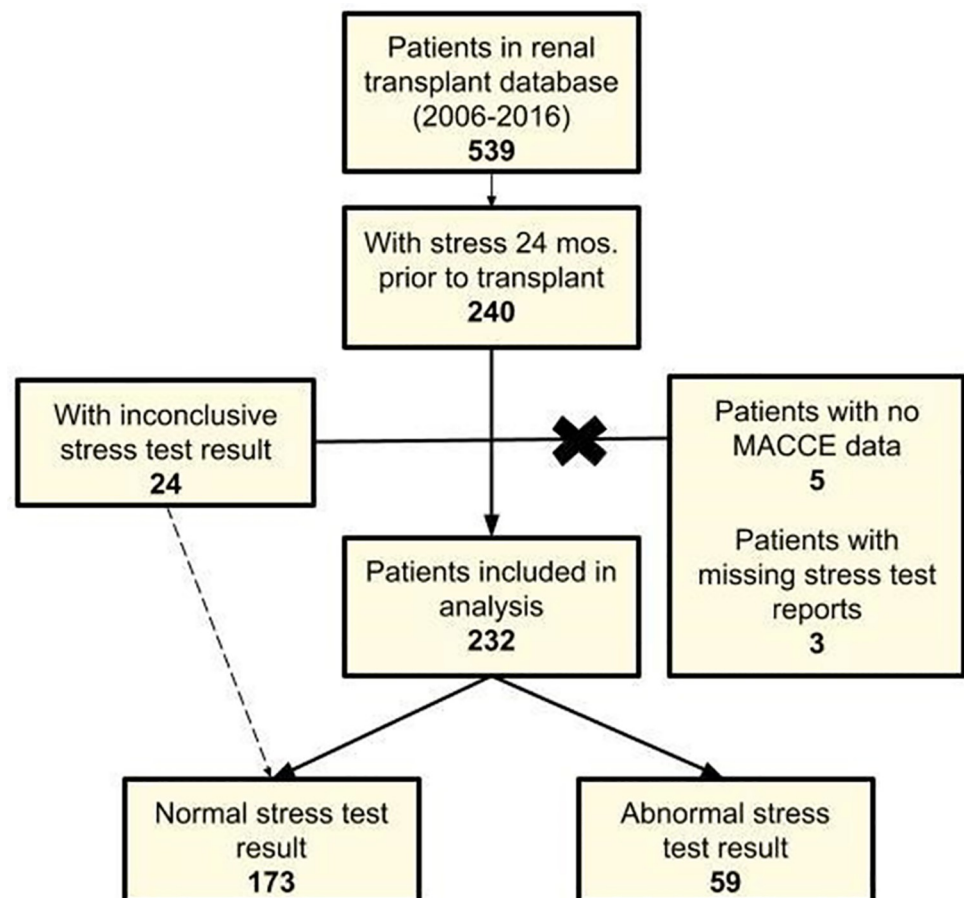 Patients in renal
transplant database
(2006-2016)
539
With stress 24 mos.
prior to transplant
240
With inconclusive
stress test result
24
Patients with no
MACCE data
5
Patients with
missing stress test
reports
3
Patients included in
analysis
232
Normal stress test
result
173
Abnormal stress
test result
59